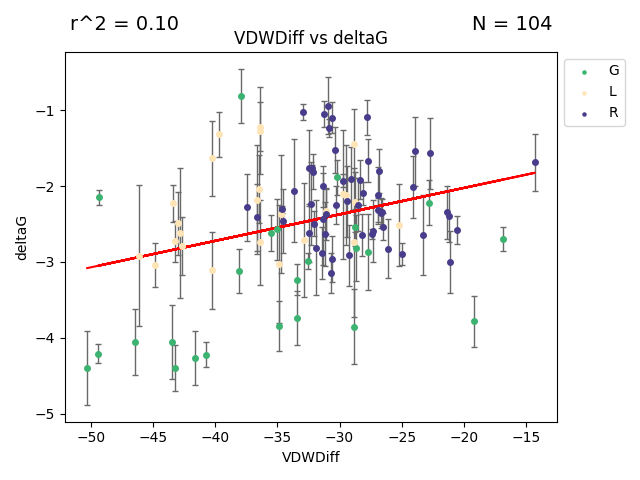 r^2 = 0.10 N = 104
VDWDiff vs deltaG
G
L
R
−1
−2
−3
−4
−5
deltaG
−50 −45 −40 −35 −30 −25 −20 −15
VDWDiff